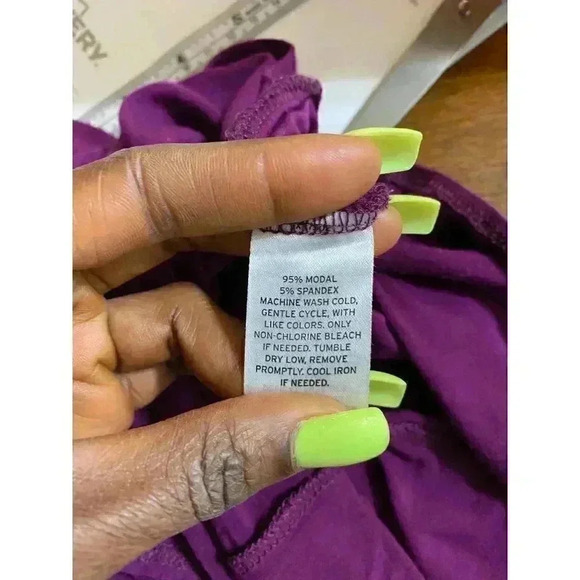 ERY
95% MODAL
5% SPANDEX
MACHINE WASH COLD,
GENTLE CYCLE, WITH
LIKE COLORS. ONLY
NON-CHLORINE BLEACH
IF NEEDED. TUMBLE
DRY LOW, REMOVE
PROMPTLY. COOL IRON
IF NEEDED.